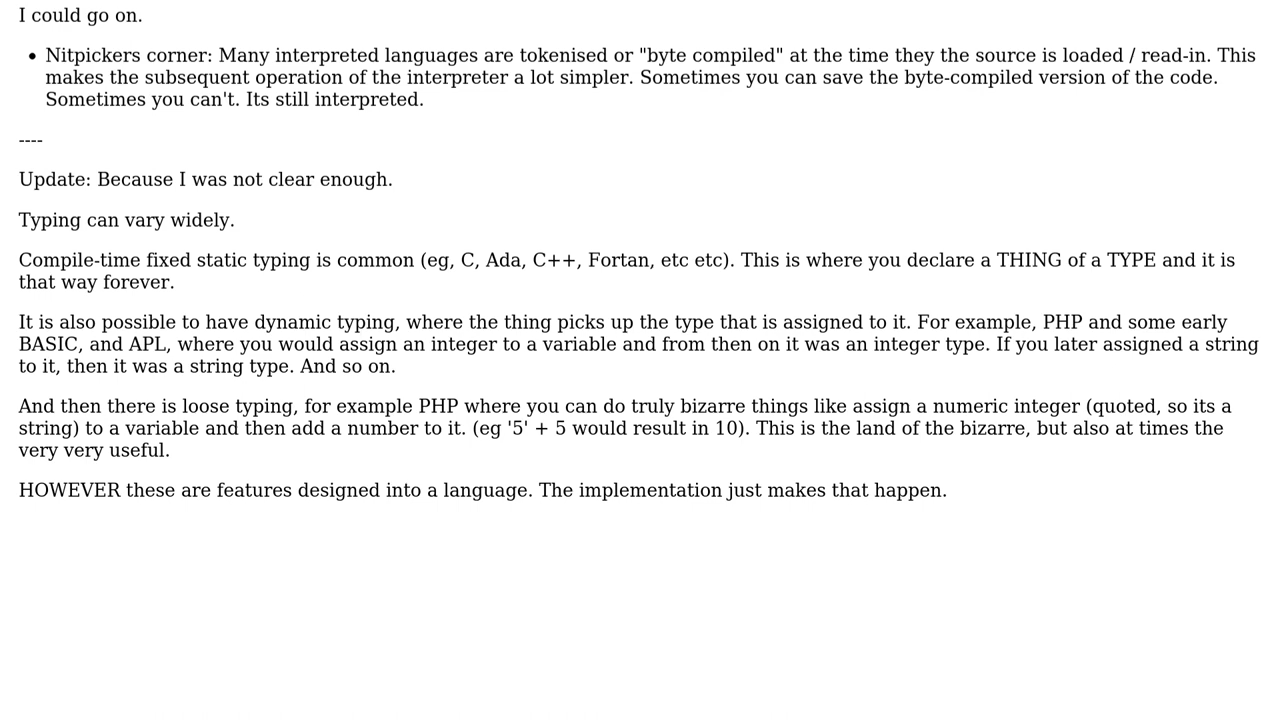 I could go on.
• Nitpickers corner: Many interpreted languages are tokenised or "byte compiled" at the time they the source is loaded / read-in. This
makes the subsequent operation of the interpreter a lot simpler. Sometimes you can save the byte-compiled version of the code.
Sometimes you can't. Its still interpreted.
----
Update: Because I was not clear enough.
Typing can vary widely.
Compile-time fixed static typing is common (eg, C, Ada, C++, Fortan, etc etc). This is where you declare a THING of a TYPE and it is
that way forever.
It is also possible to have dynamic typing, where the thing picks up the type that is assigned to it. For example, PHP and some early
BASIC, and APL, where you would assign an integer to a variable and from then on it was an integer type. If you later assigned a string
to it, then it was a string type. And so on.
And then there is loose typing, for example PHP where you can do truly bizarre things like assign a numeric integer (quoted, so its a
string) to a variable and then add a number to it. (eg '5' + 5 would result in 10). This is the land of the bizarre, but also at times the
very very useful.
HOWEVER these are features designed into a language. The implementation just makes that happen.